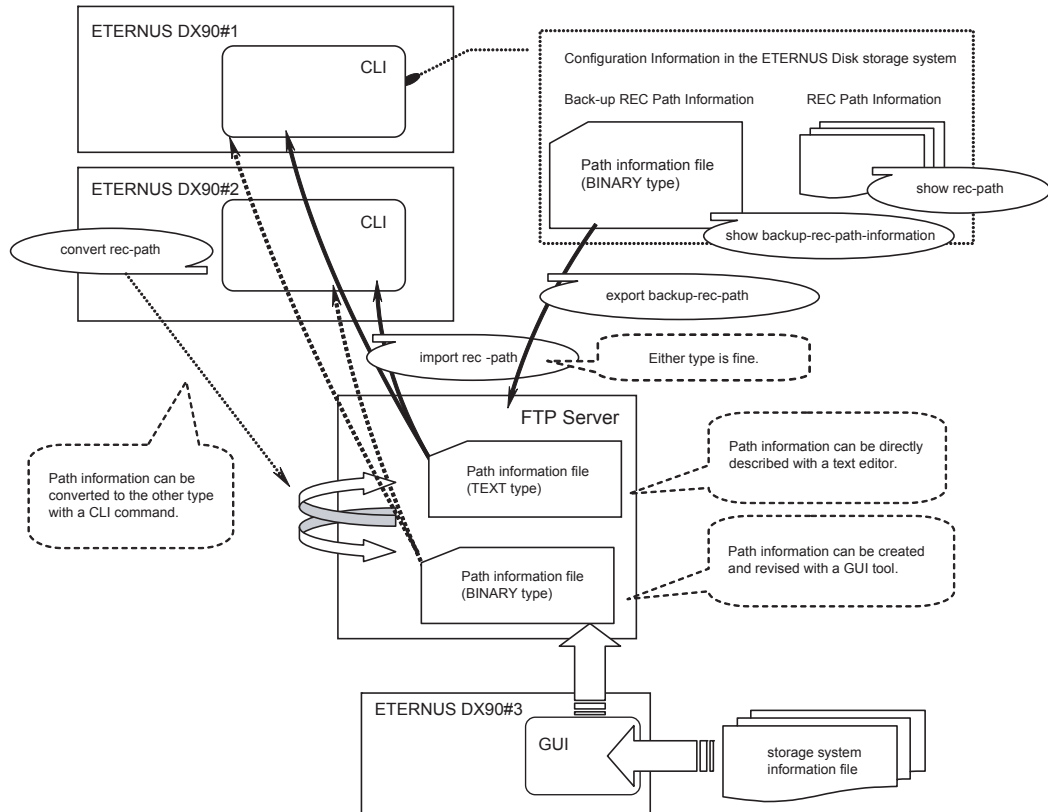 ETERNUS DX90#1
CLI
Configuration Information in the ETERNUS Disk storage system
Back-up REC Path Information
REC Path Information
Path information file
(BINARY type)
show rec-path
show backup-rec-path-information
ETERNUS DX90#2
CLI
convert rec-path
export backup-rec-path
import rec -path
Either type is fine.
FTP Server
Path information file
(TEXT type)
Path information can be directly
described with a text editor.
Path information can be
converted to the other type
with a CLI command.
Path information file
(BINARY type)
Path information can be created
and revised with a GUI tool.
ETERNUS DX90#3
GUI
storage system
information file